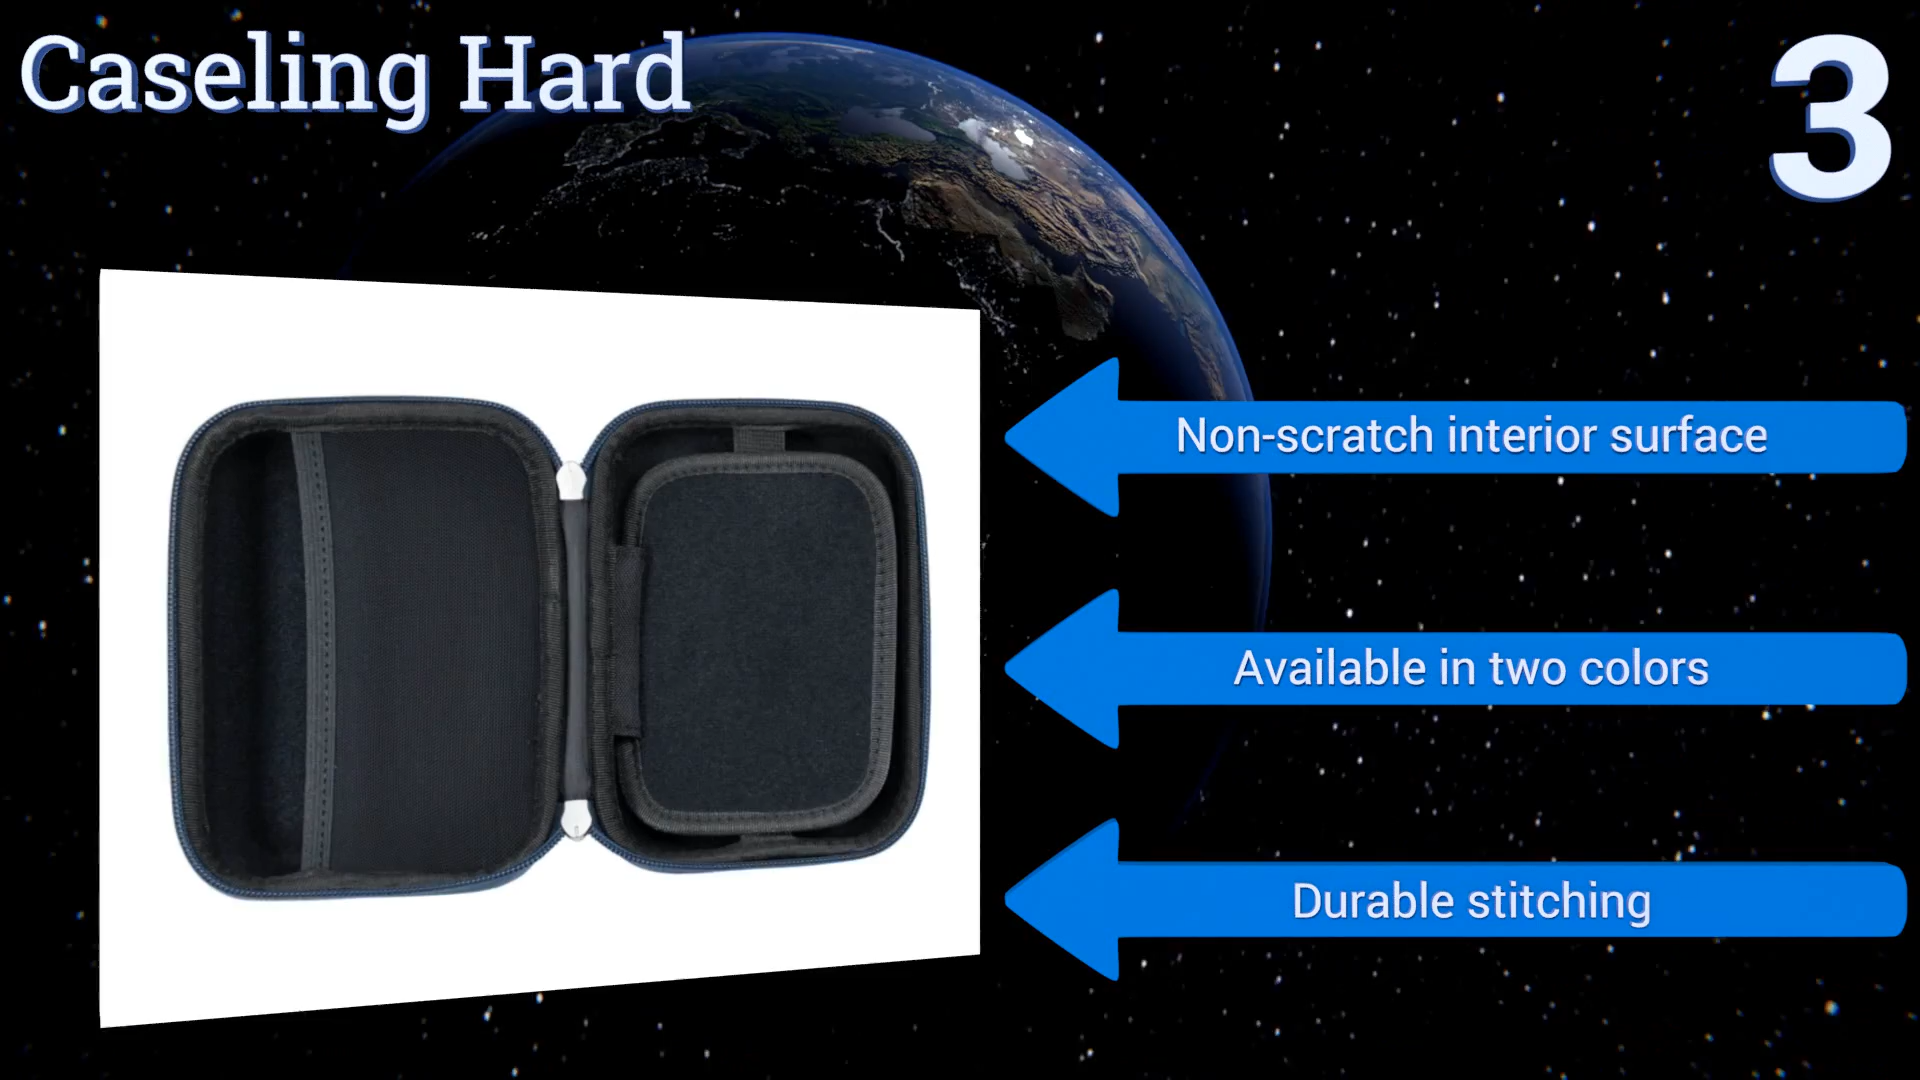 Caseling Hard
3
Non-scratch interior surface
Available in two colors
Durable stitching